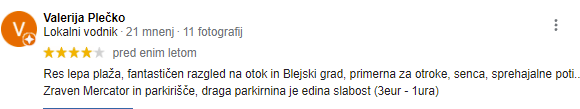 V
Valerija Plečko
Lokalni vodnik · 21 mnenj · 11 fotografij
pred enim letom
Res lepa plaža, fantastičen razgled na otok in Blejski grad, primerna za otroke, senca, sprehajalne poti..
Zraven Mercator in parkirišče, draga parkirnina je edina slabost (3eur - 1ura)